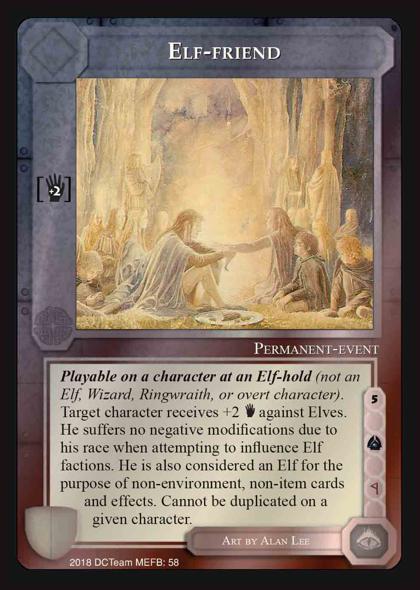 Elf-friend
[+2]
Permanent-event
Playable on a character at an Elf-hold (not an
Elf, Wizard, Ringwraith, or overt character).
Target character receives +2 against Elves.
He suffers no negative modifications due to
his race when attempting to influence Elf
factions. He is also considered an Elf for the
purpose of non-environment, non-item cards
and effects. Cannot be duplicated on a
given character.
5
Art by Alan Lee
2018 DCTeam MEFB: 58